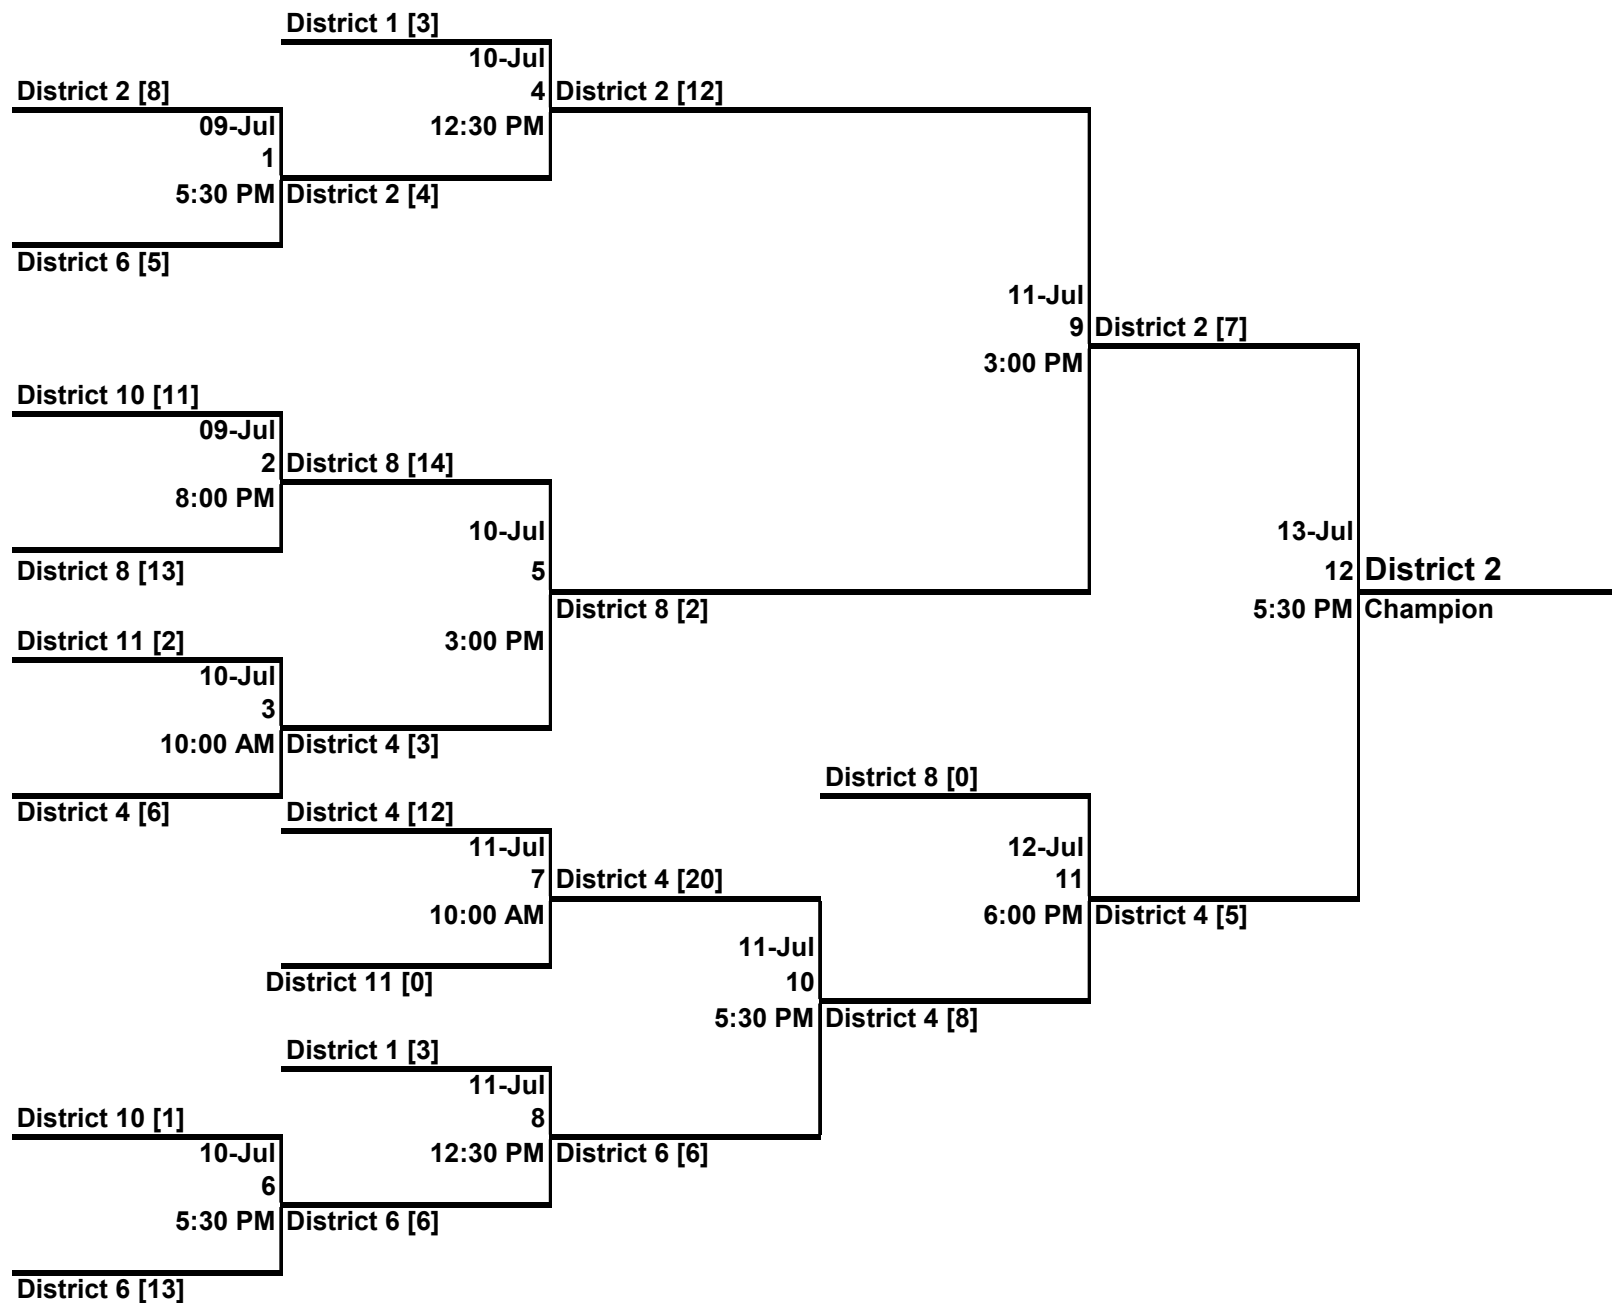 District 1 [3]
10-Jul
4 District 2 [12]
12:30 PM
District 2 [8]
09-Jul
1
5:30 PM District 2 [4]
District 6 [5]
11-Jul
9 District 2 [7]
3:00 PM
District 10 [11]
09-Jul
2 District 8 [14]
8:00 PM
District 8 [13]
10-Jul
5
District 8 [2]
3:00 PM
13-Jul
12 District 2
5:30 PM Champion
District 11 [2]
10-Jul
3
10:00 AM District 4 [3]
District 4 [6]
District 8 [0]
12-Jul
11
6:00 PM District 4 [5]
District 4 [12]
11-Jul
7 District 4 [20]
10:00 AM
District 11 [0]
11-Jul
10
5:30 PM District 4 [8]
District 1 [3]
11-Jul
8
12:30 PM District 6 [6]
District 10 [1]
10-Jul
6
5:30 PM District 6 [6]
District 6 [13]